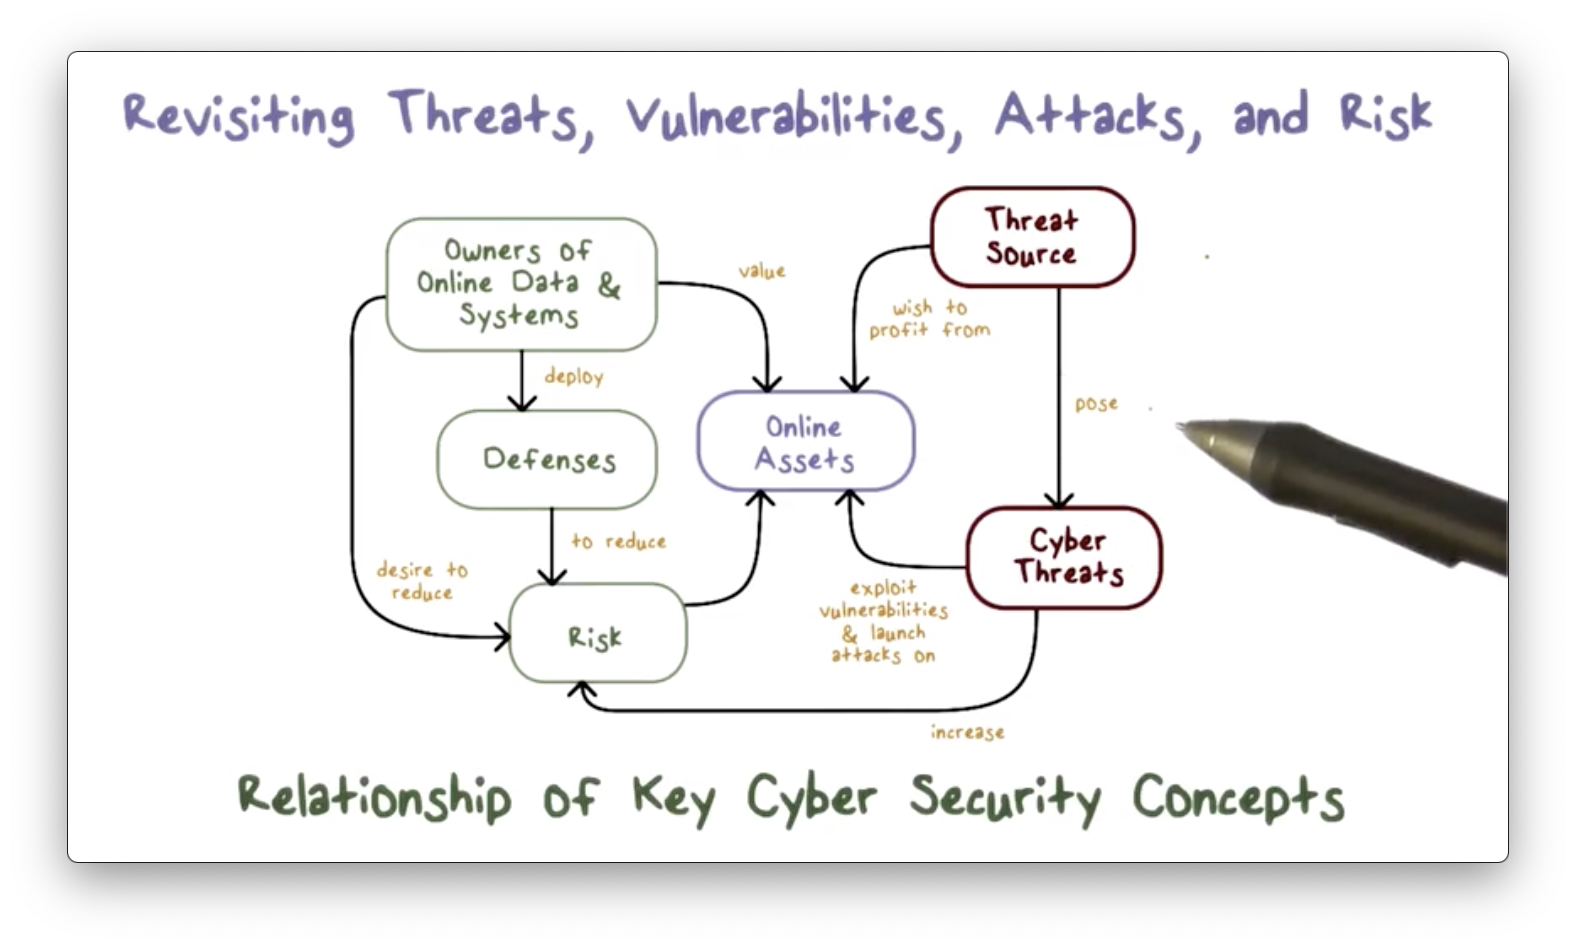 Revisiting Threats, Vulnerabilities, Attacks, and Risk
Owners of
Online Data &
Systems
value
Threat
Source
wish to
profit from
deploy
pose
Defenses
Online
Assets
to reduce
desire to
reduce
Risk
Cyber
Threats
exploit
vulnerabilities
& launch
attacks on
increase
Relationship of Key Cyber Security Concepts